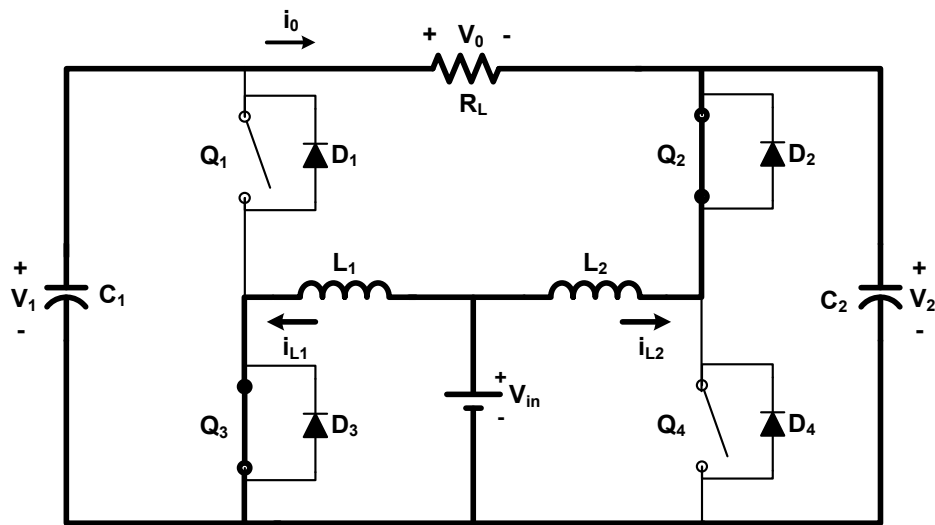 i0
+ V0 -
RL
Q1
D1
Q2
D2
L1
L2
+
V1
-
C1
C2
+
V2
-
iL1
iL2
+
Vin
-
Q3
D3
Q4
D4